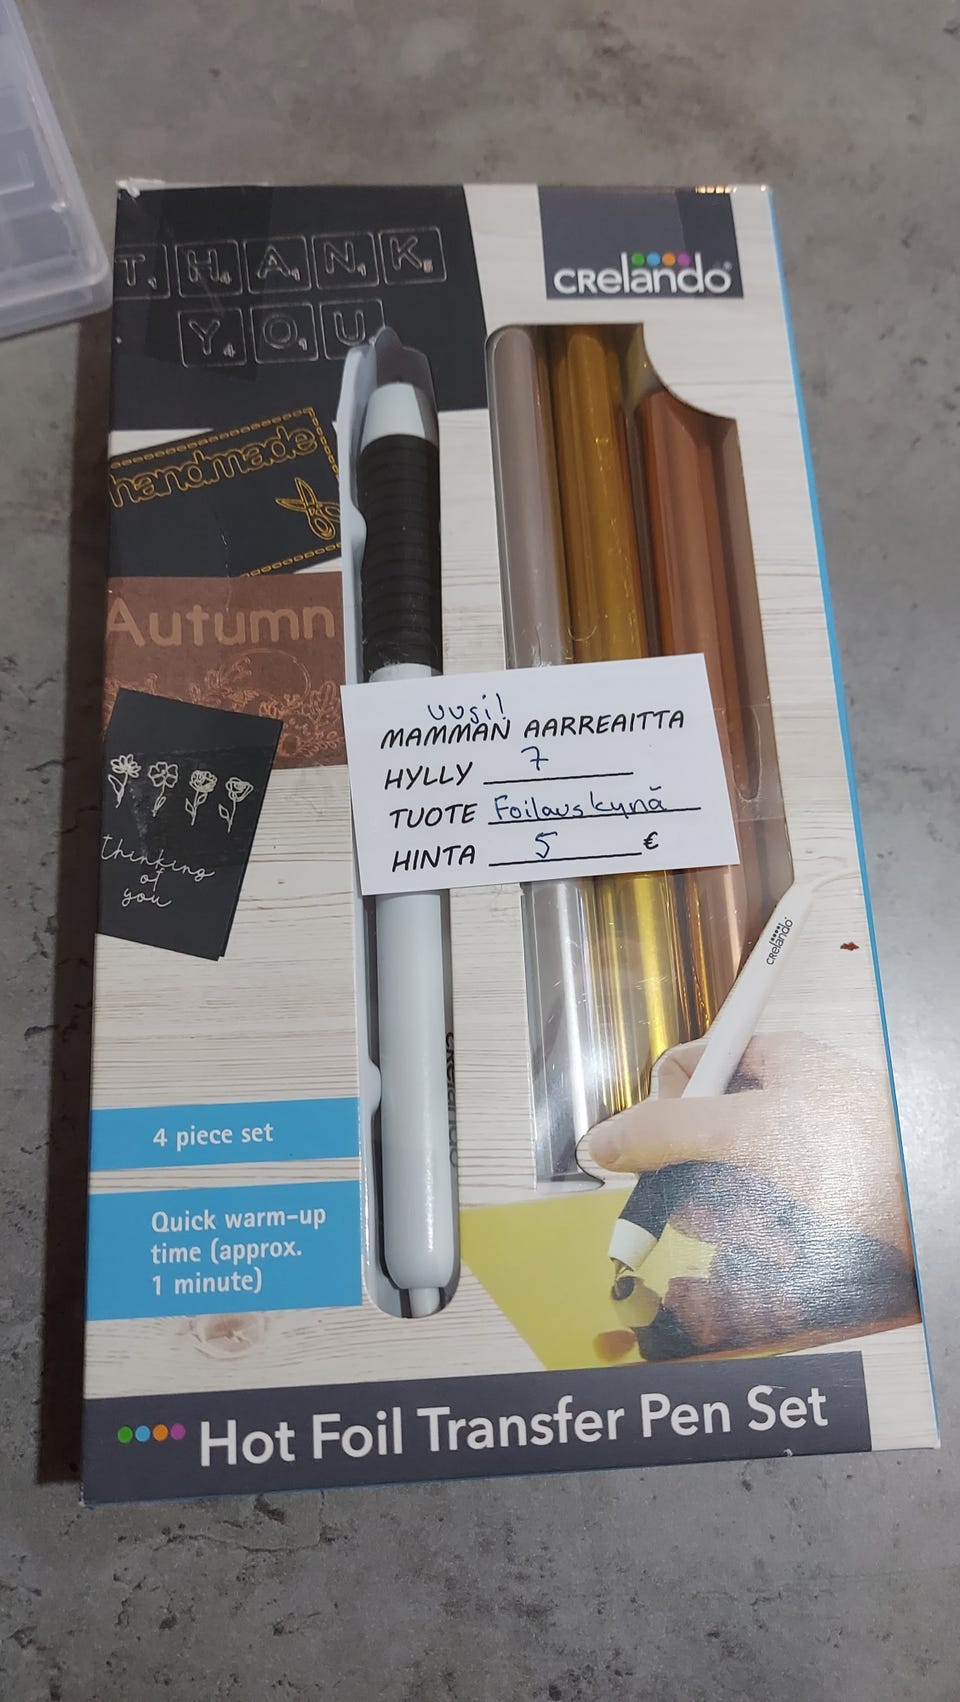 THANK
YOU
crelando
handmade
Autumn
uusi!
MAMMAN AARREAITTA
HYLLY 7
TUOTE Foilauskynä
HINTA 5 €
thinking
of
you
crelando
crelando
4 piece set
Quick warm-up
time (approx.
1 minute)
Hot Foil Transfer Pen Set